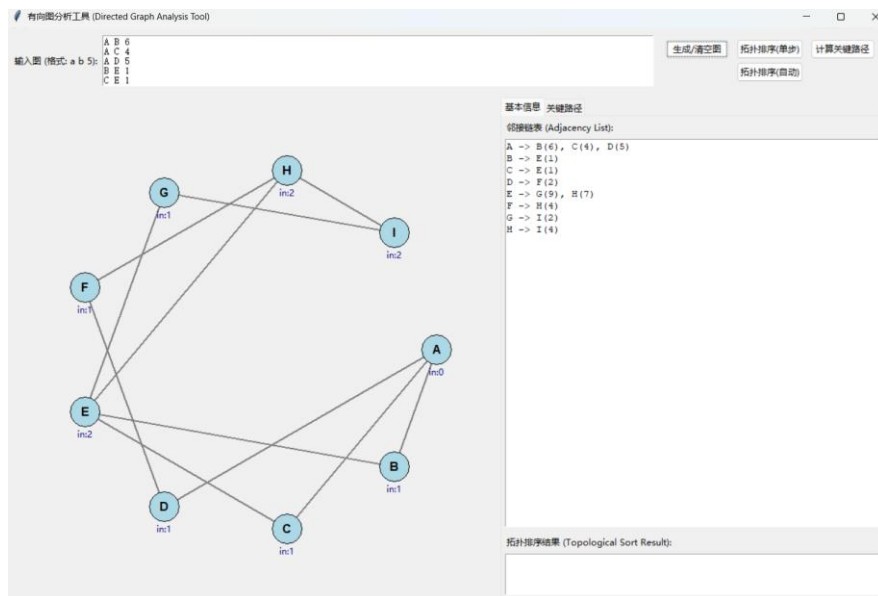 有向图分析工具 (Directed Graph Analysis Tool)
输入图 (格式: a b 5):
A B 6
A C 4
A D 5
B E 1
C E 1
生成/清空图
拓扑排序(单步)
计算关键路径
拓扑排序(自动)
基本信息
关键路径
邻接链表 (Adjacency List):
A -> B(6), C(4), D(5)
B -> E(1)
C -> E(1)
D -> F(2)
E -> G(9), H(7)
F -> H(4)
G -> I(2)
H -> I(4)
H
in:2
G
in:1
I
in:2
F
in:1
A
in:0
E
in:2
B
in:1
D
in:1
C
in:1
拓扑排序结果 (Topological Sort Result):